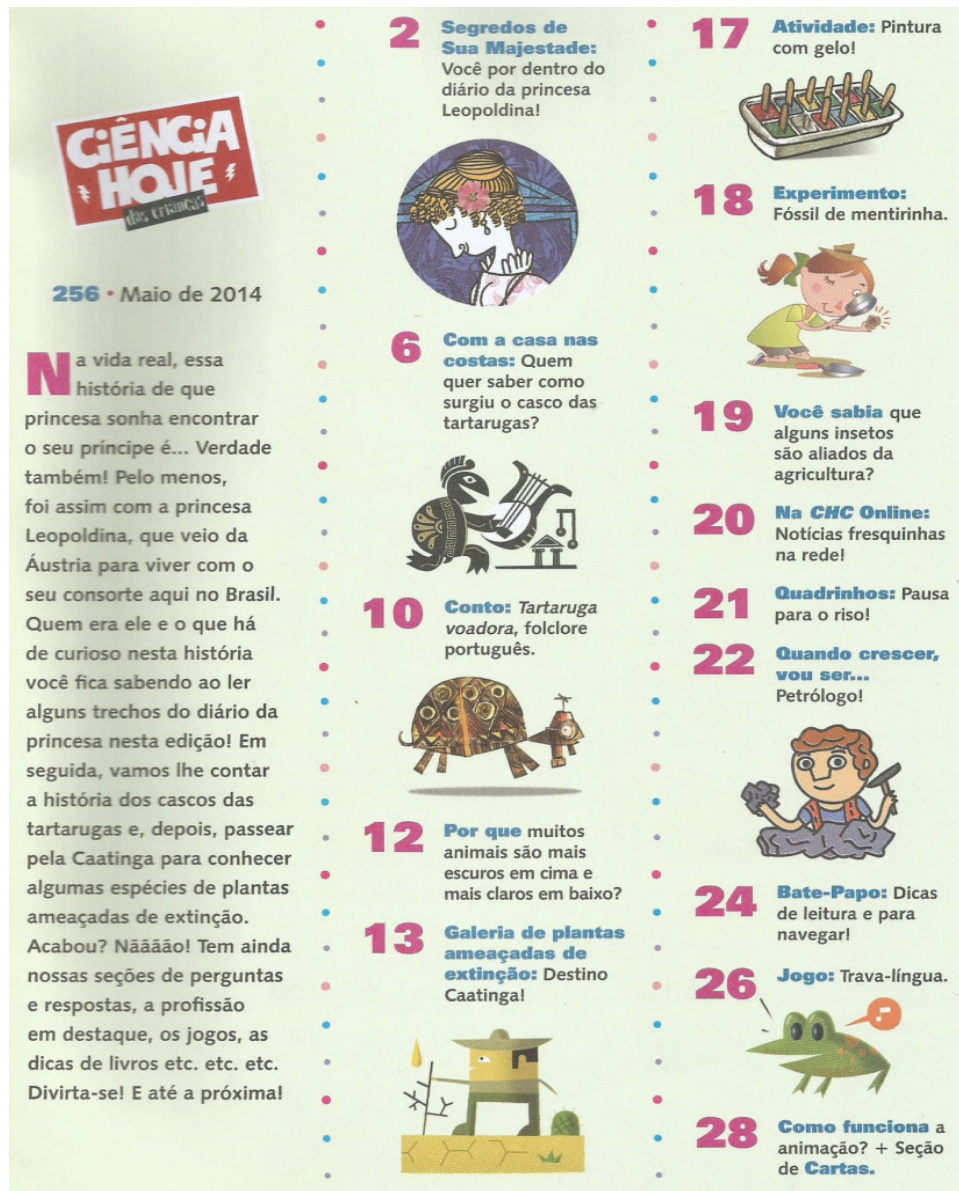 CiÊNCiA
HOJE
das crianças
256 • Maio de 2014
Na vida real, essa
história de que
princesa sonha encontrar
o seu príncipe é... Verdade
também! Pelo menos,
foi assim com a princesa
Leopoldina, que veio da
Áustria para viver com o
seu consorte aqui no Brasil.
Quem era ele e o que há
de curioso nesta história
você fica sabendo ao ler
alguns trechos do diário da
princesa nesta edição! Em
seguida, vamos lhe contar
a história dos cascos das
tartarugas e, depois, passear
pela Caatinga para conhecer
algumas espécies de plantas
ameaçadas de extinção.
Acabou? Nãããão! Tem ainda
nossas seções de perguntas
e respostas, a profissão
em destaque, os jogos, as
dicas de livros etc. etc. etc.
Divirta-se! E até a próxima!
2 Segredos de
Sua Majestade:
Você por dentro do
diário da princesa
Leopoldina!
6 Com a casa nas
costas: Quem
quer saber como
surgiu o casco das
tartarugas?
10 Conto: Tartaruga
voadora, folclore
português.
12 Por que muitos
animais são mais
escuros em cima e
mais claros em baixo?
13 Galeria de plantas
ameaçadas de
extinção: Destino
Caatinga!
17 Atividade: Pintura
com gelo!
18 Experimento:
Fóssil de mentirinha.
19 Você sabia que
alguns insetos
são aliados da
agricultura?
20 Na CHC Online:
Notícias fresquinhas
na rede!
21 Quadrinhos: Pausa
para o riso!
22 Quando crescer,
vou ser...
Petrólogo!
24 Bate-Papo: Dicas
de leitura e para
navegar!
26 Jogo: Trava-língua.
28 Como funciona a
animação? + Seção
de Cartas.